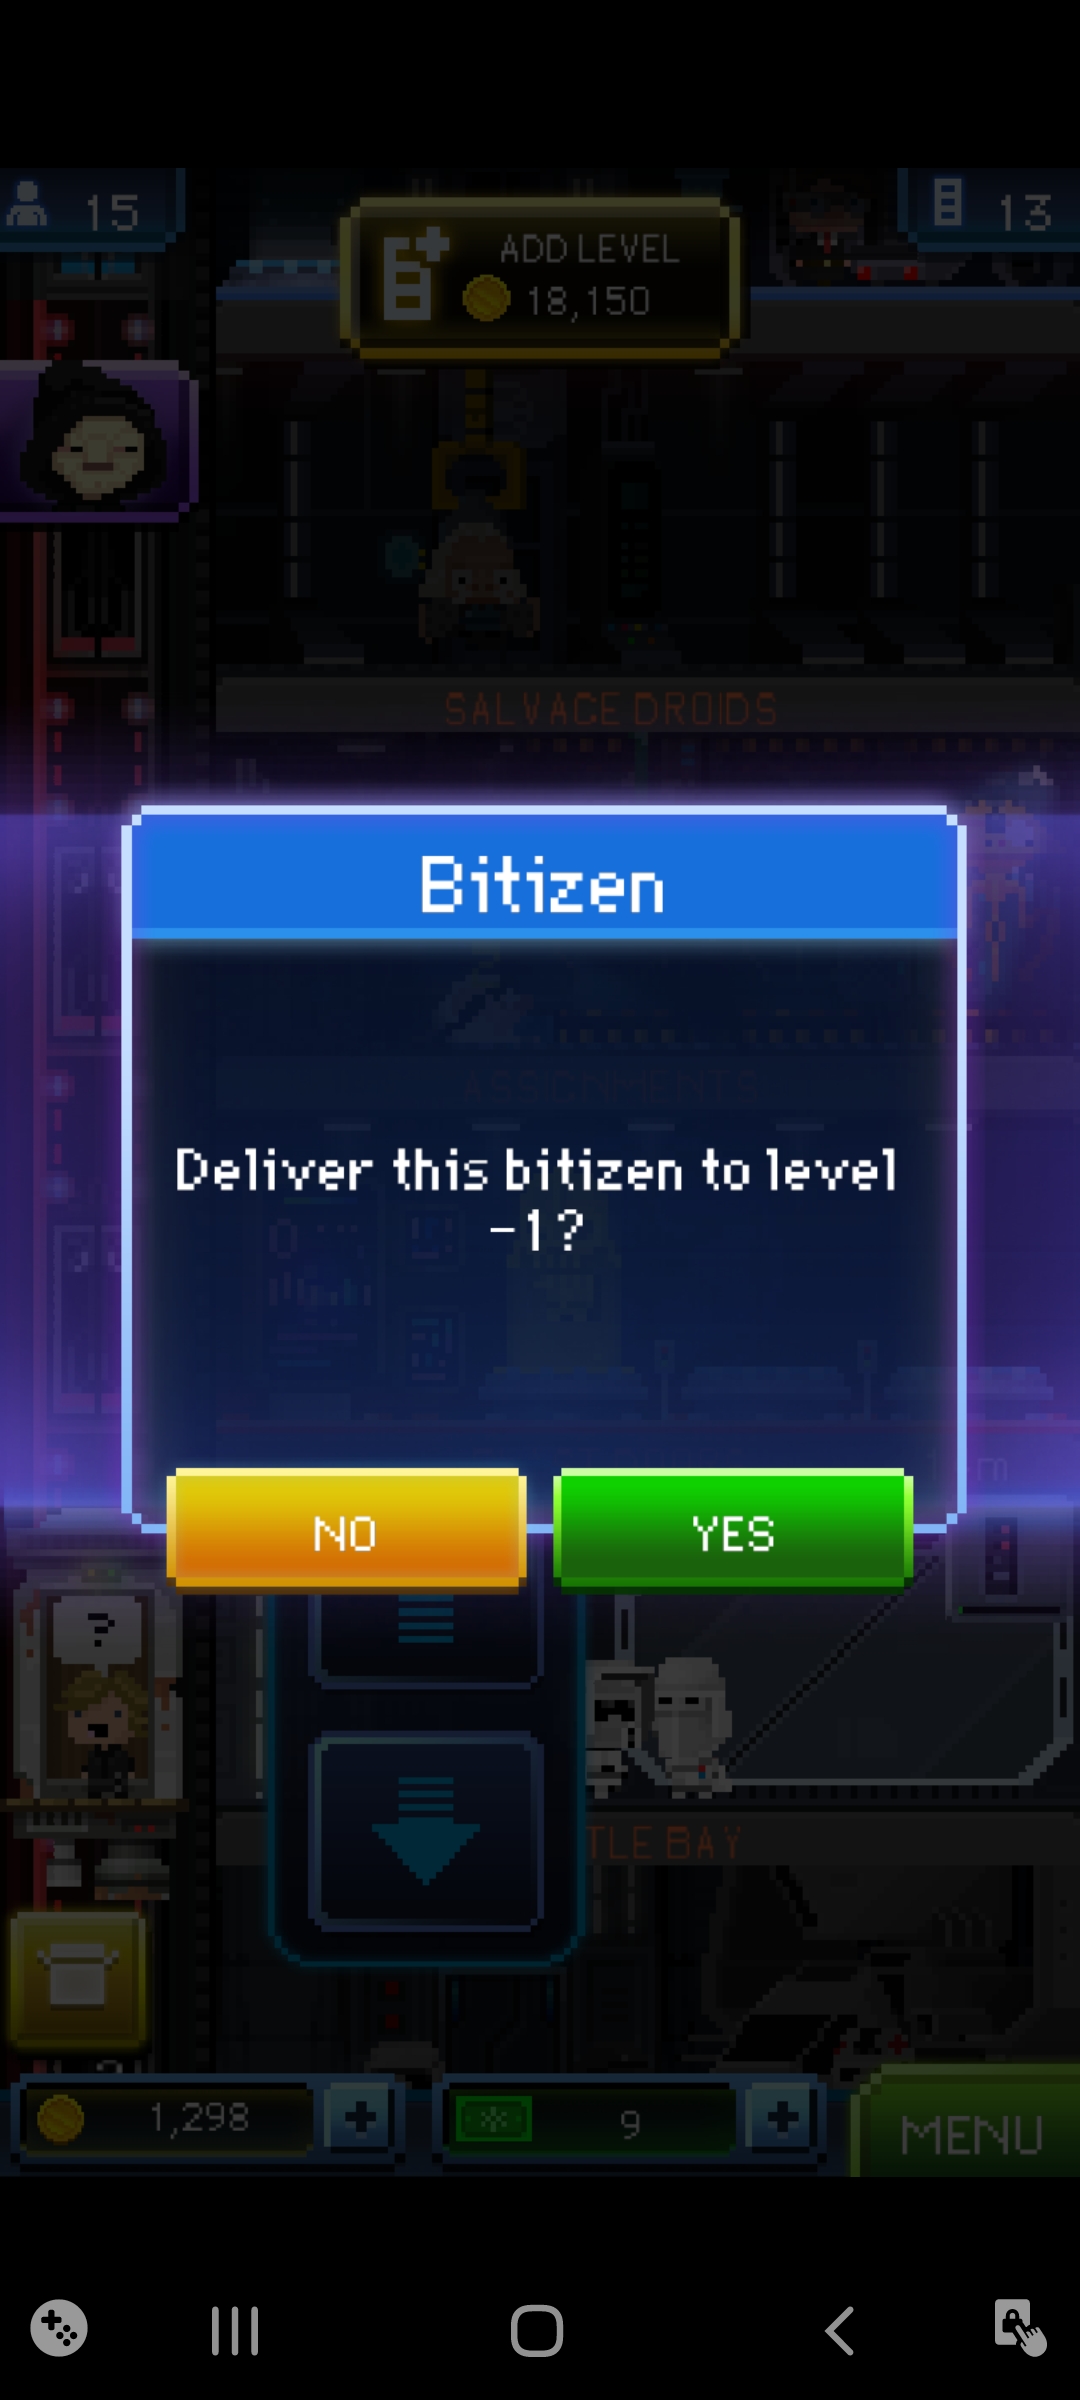 15
ADD LEVEL
18,150
13
SALVAGE DROIDS
Bitizen
ASSIGNMENTS
Deliver this bitizen to level
-1?
NO
YES
?
TLE BAY
1,298
9
MENU